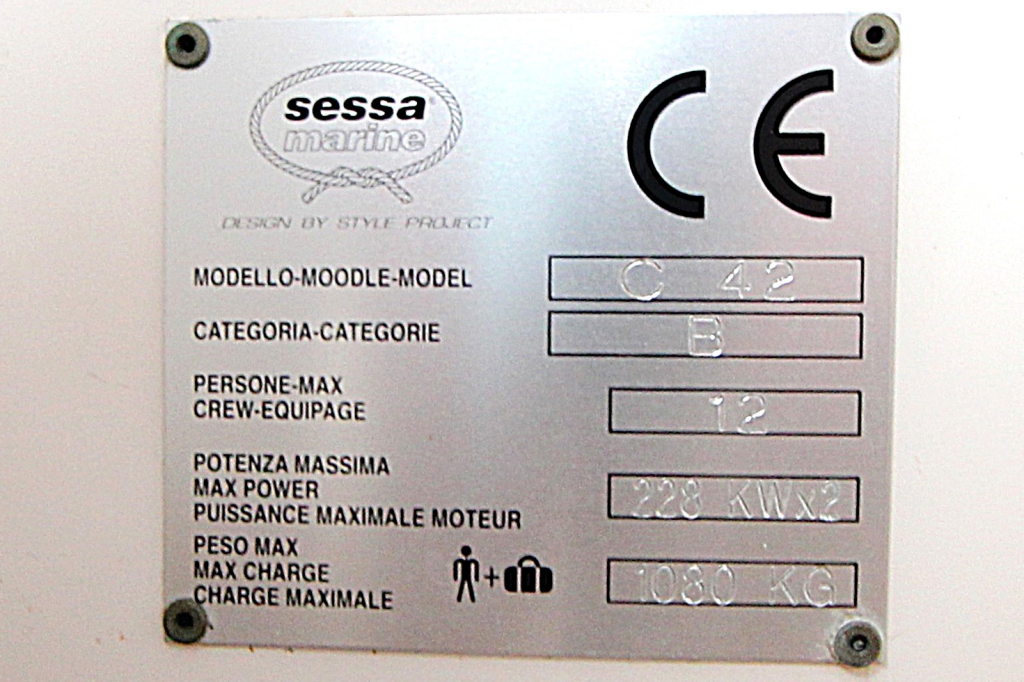 sessa
marine
DESIGN BY STYLE PROJECT
CE
MODELLO-MOODLE-MODEL C 42
CATEGORIA-CATEGORIE B
PERSONE-MAX
CREW-EQUIPAGE 12
POTENZA MASSIMA
MAX POWER 228 KWx2
PUISSANCE MAXIMALE MOTEUR
PESO MAX
MAX CHARGE + 1080 KG
CHARGE MAXIMALE